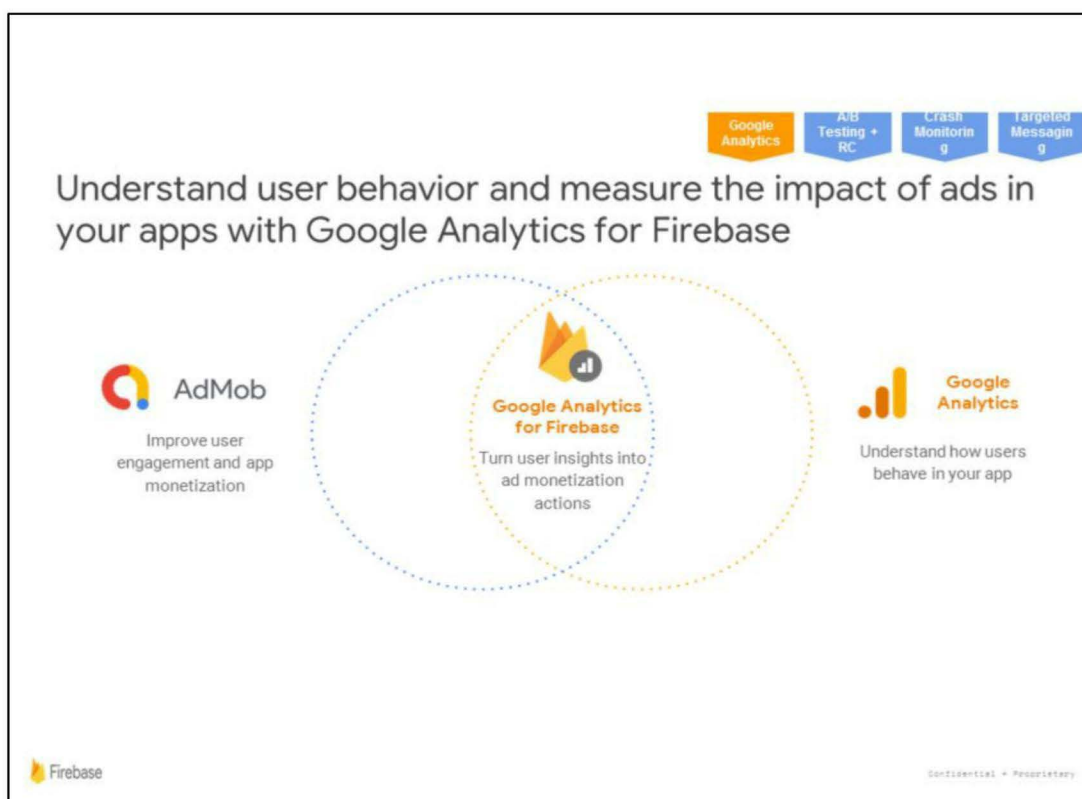 Google
Analytics
A/B
Testing +
RC
Crash
Monitorin
g
Targeted
Messagin
g
Understand user behavior and measure the impact of ads in
your apps with Google Analytics for Firebase
AdMob
Improve user
engagement and app
monetization
Google Analytics
for Firebase
Turn user insights into
ad monetization
actions
Google
Analytics
Understand how users
behave in your app
Firebase
Confidential + Proprietary